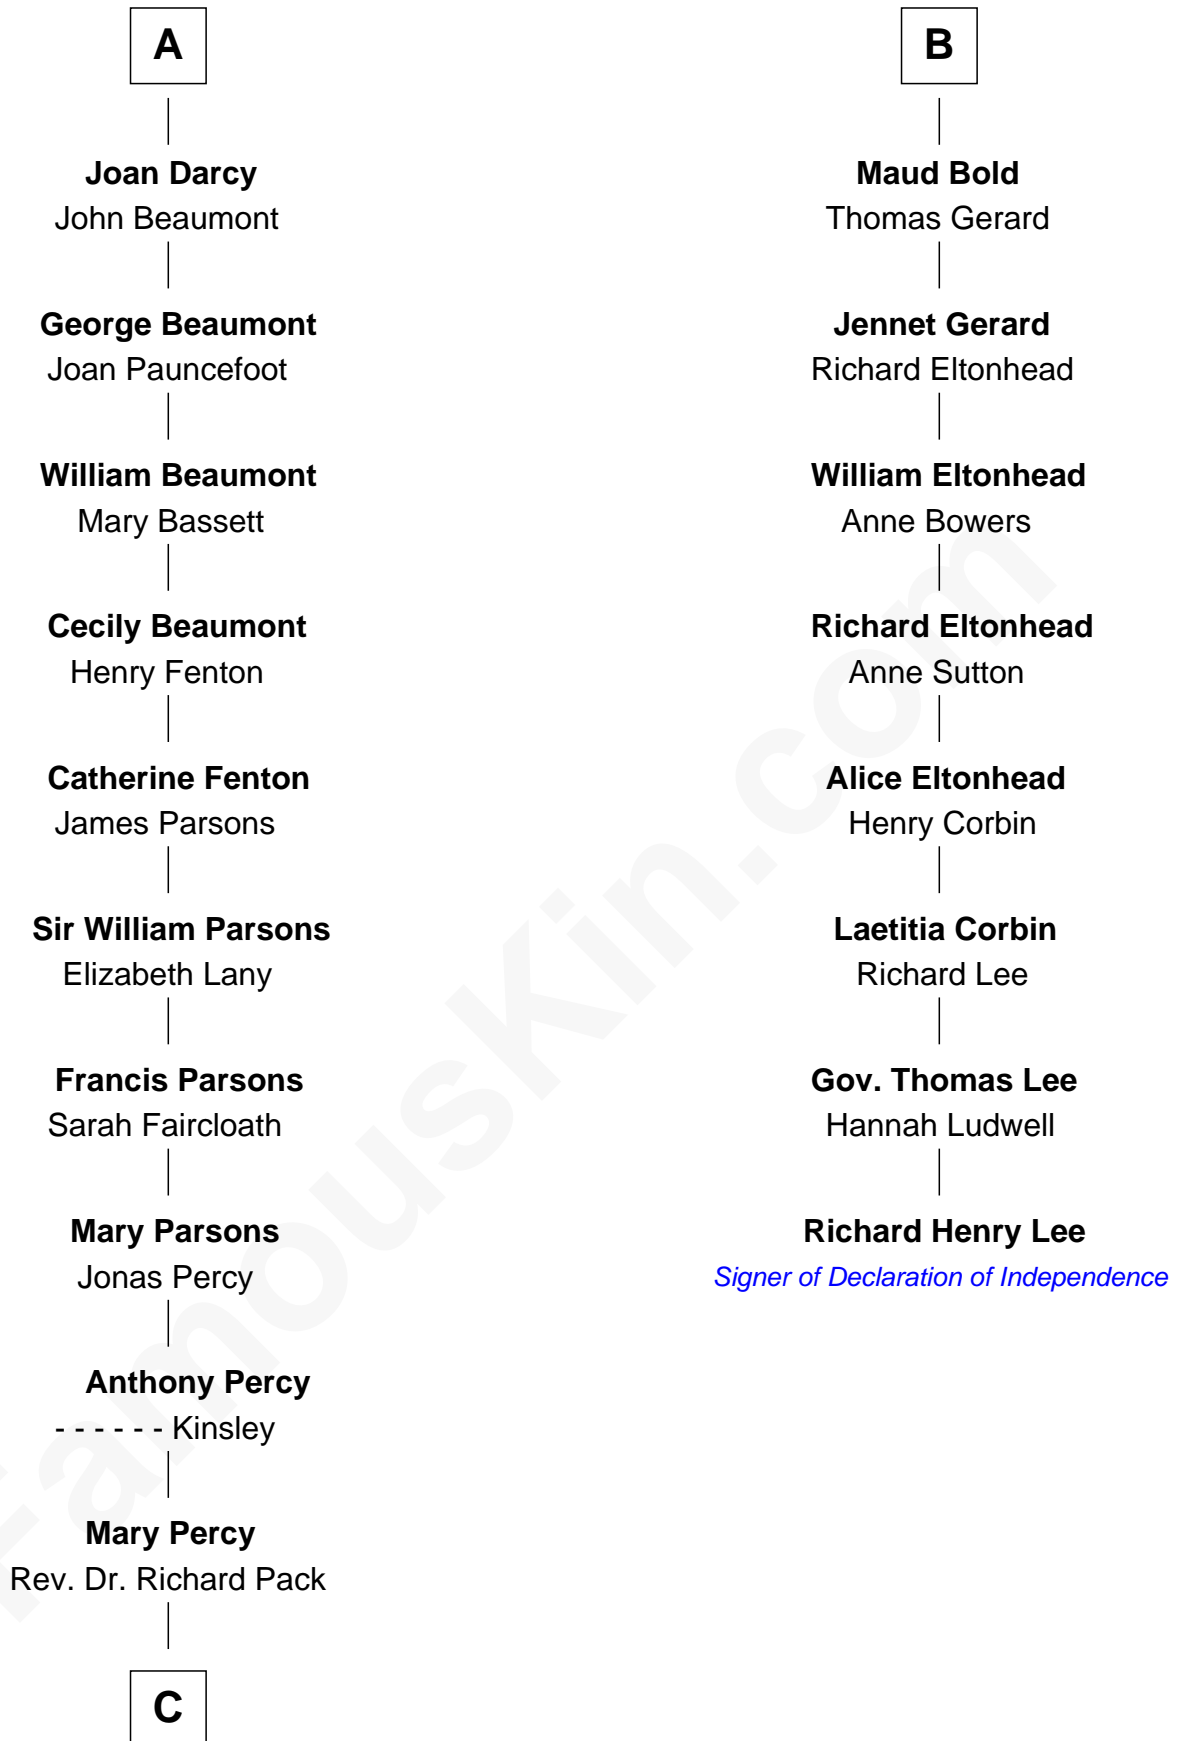 A
Joan Darcy
John Beaumont
George Beaumont
Joan Pauncefoot
William Beaumont
Mary Bassett
Cecily Beaumont
Henry Fenton
Catherine Fenton
James Parsons
Sir William Parsons
Elizabeth Lany
Francis Parsons
Sarah Faircloath
Mary Parsons
Jonas Percy
Anthony Percy
- - - - - - Kinsley
Mary Percy
Rev. Dr. Richard Pack
C
B
Maud Bold
Thomas Gerard
Jennet Gerard
Richard Eltonhead
William Eltonhead
Anne Bowers
Richard Eltonhead
Anne Sutton
Alice Eltonhead
Henry Corbin
Laetitia Corbin
Richard Lee
Gov. Thomas Lee
Hannah Ludwell
Richard Henry Lee
Signer of Declaration of Independence
FamousKin.com